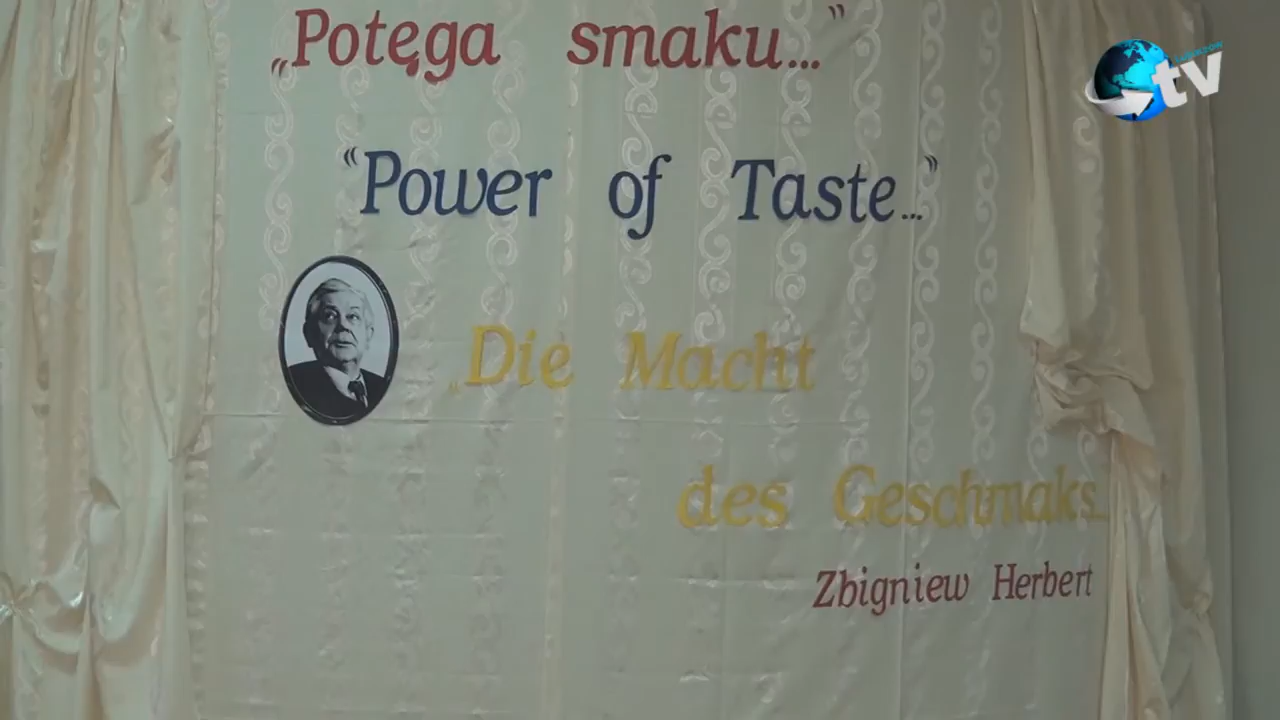 „Potęga smaku...”
tv
“Power of Taste...”
„Die Macht
des Geschmaks...
Zbigniew Herbert